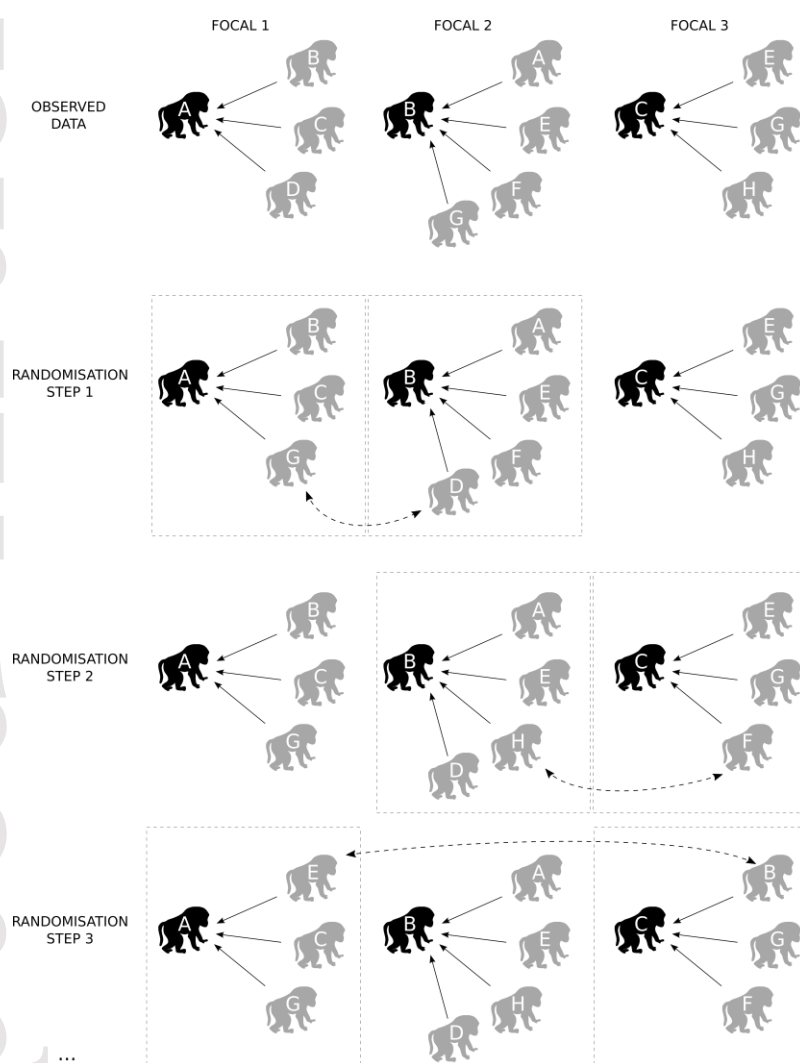 FOCAL 1 FOCAL 2 FOCAL 3
B A E
OBSERVED
DATA
A B C
C E G
D F H
G
B A E
RANDOMISATION
STEP 1
A B C
C E G
G F H
D
B A E
RANDOMISATION
STEP 2
A B C
C E G
G H F
D
E A B
RANDOMISATION
STEP 3
A B C
C E G
G H F
D
...